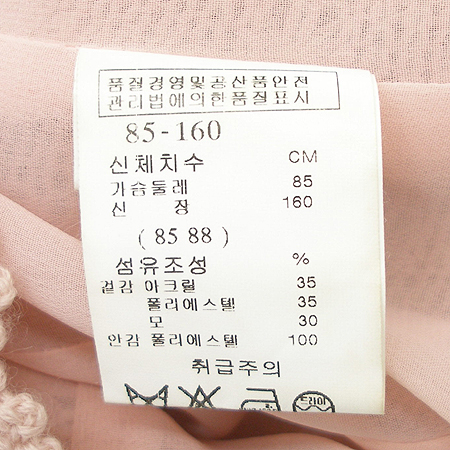 품질경영및공산품안전
관리법에의한품질표시
85-160
신체치수 CM
가슴둘레 85
신 장 160
( 85 88 )
섬유조성 %
겉감 아크릴 35
폴리에스텔 35
모 30
안감 폴리에스텔 100
취급주의
드라이